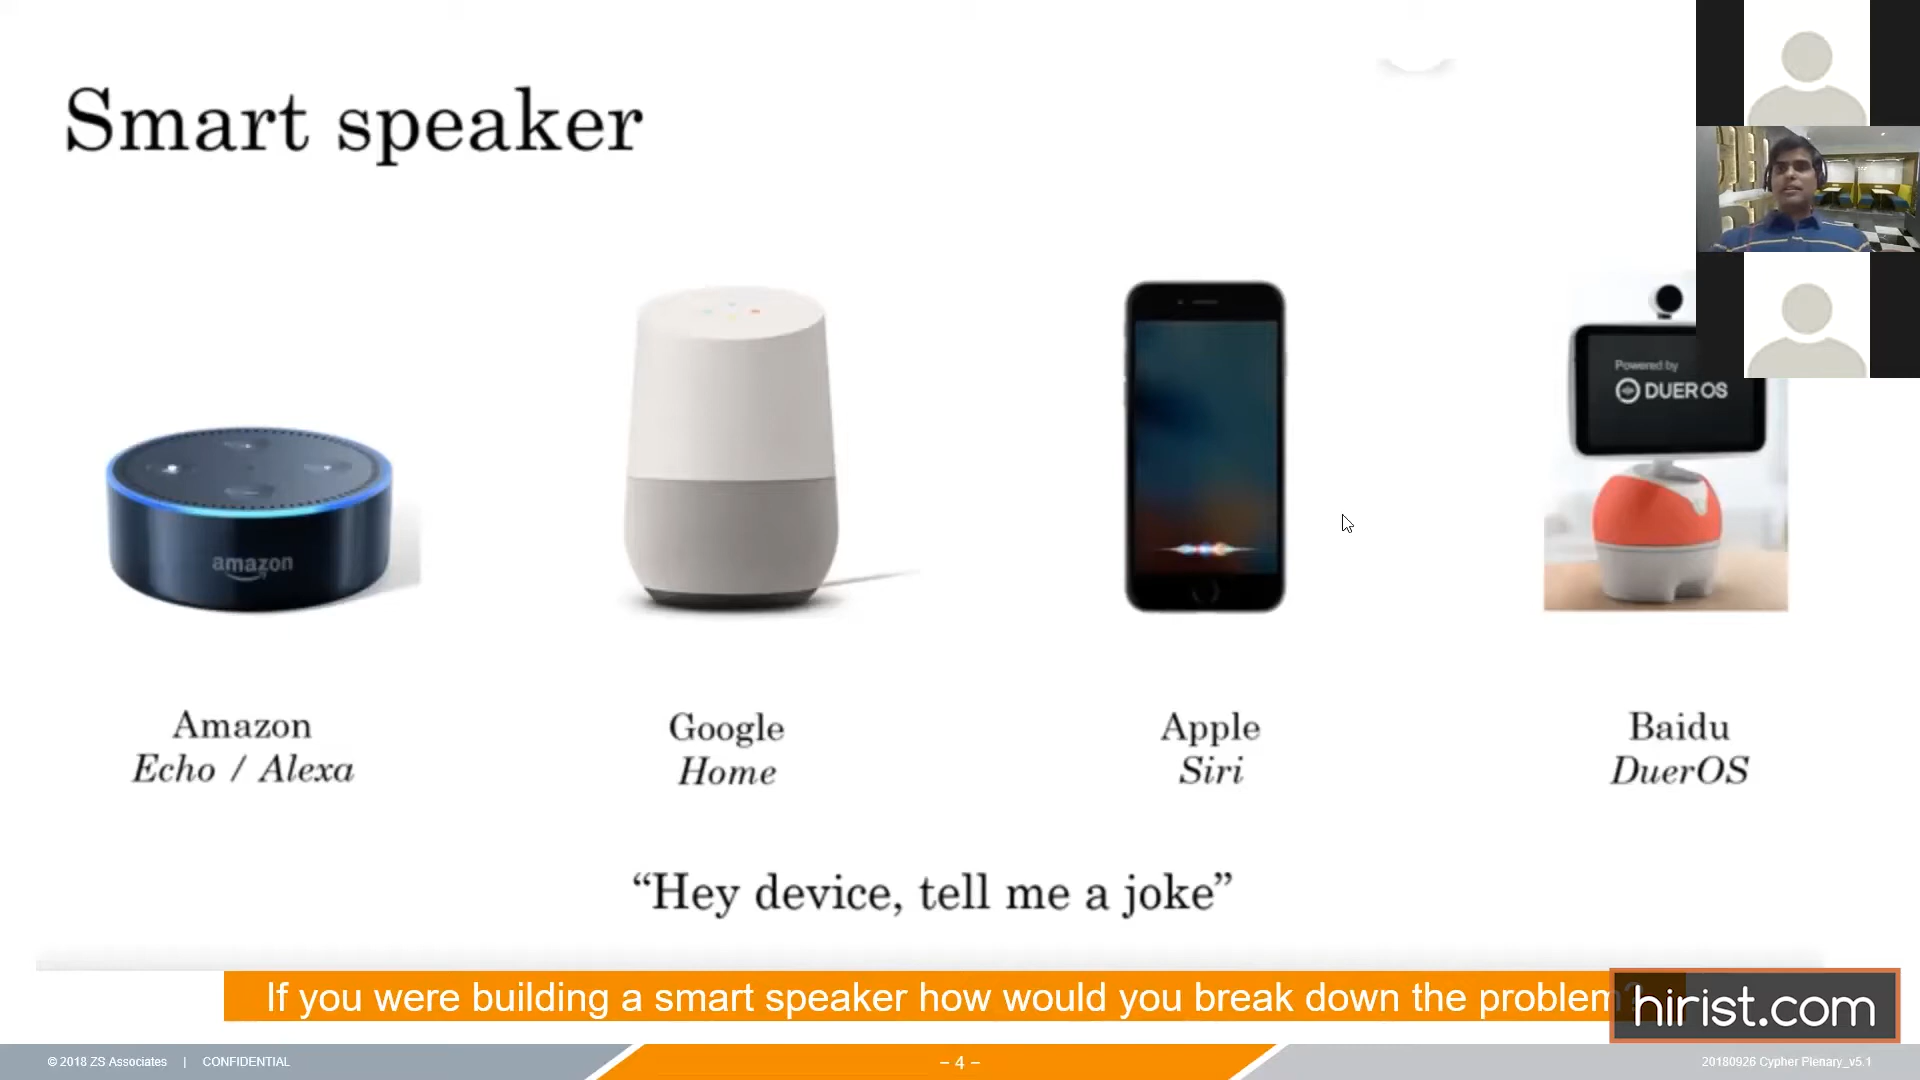 Smart speaker
Powered by
DUER OS
amazon
Amazon
Echo / Alexa
Google
Home
Apple
Siri
Baidu
DuerOS
“Hey device, tell me a joke”
If you were building a smart speaker how would you break down the problem?
hirist.com
© 2018 ZS Associates | CONFIDENTIAL
– 4 –
20180926 Cypher Plenary_v5.1